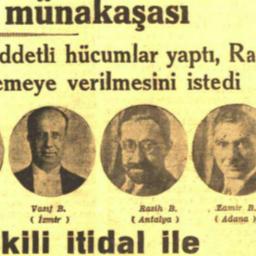 münakaşası
ddetli hücumlar yaptı, Ra
emeye verilmesini istedi
Vasıf B. Rasih B. Zamir B.
( İzmir ) ( Antalya ) ( Adana )
kili itidal ile